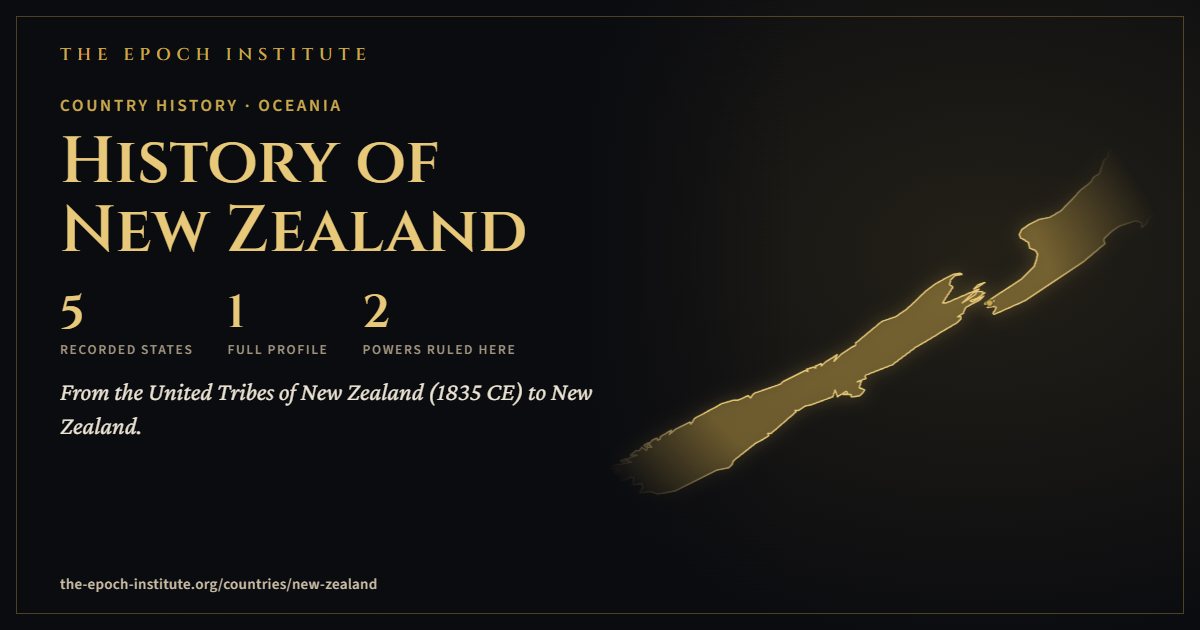 THE EPOCH INSTITUTE
COUNTRY HISTORY · OCEANIA
HISTORY OF
NEW ZEALAND
5 1 2
RECORDED STATES FULL PROFILE POWERS RULED HERE
From the United Tribes of New Zealand (1835 CE) to New
Zealand.
the-epoch-institute.org/countries/new-zealand